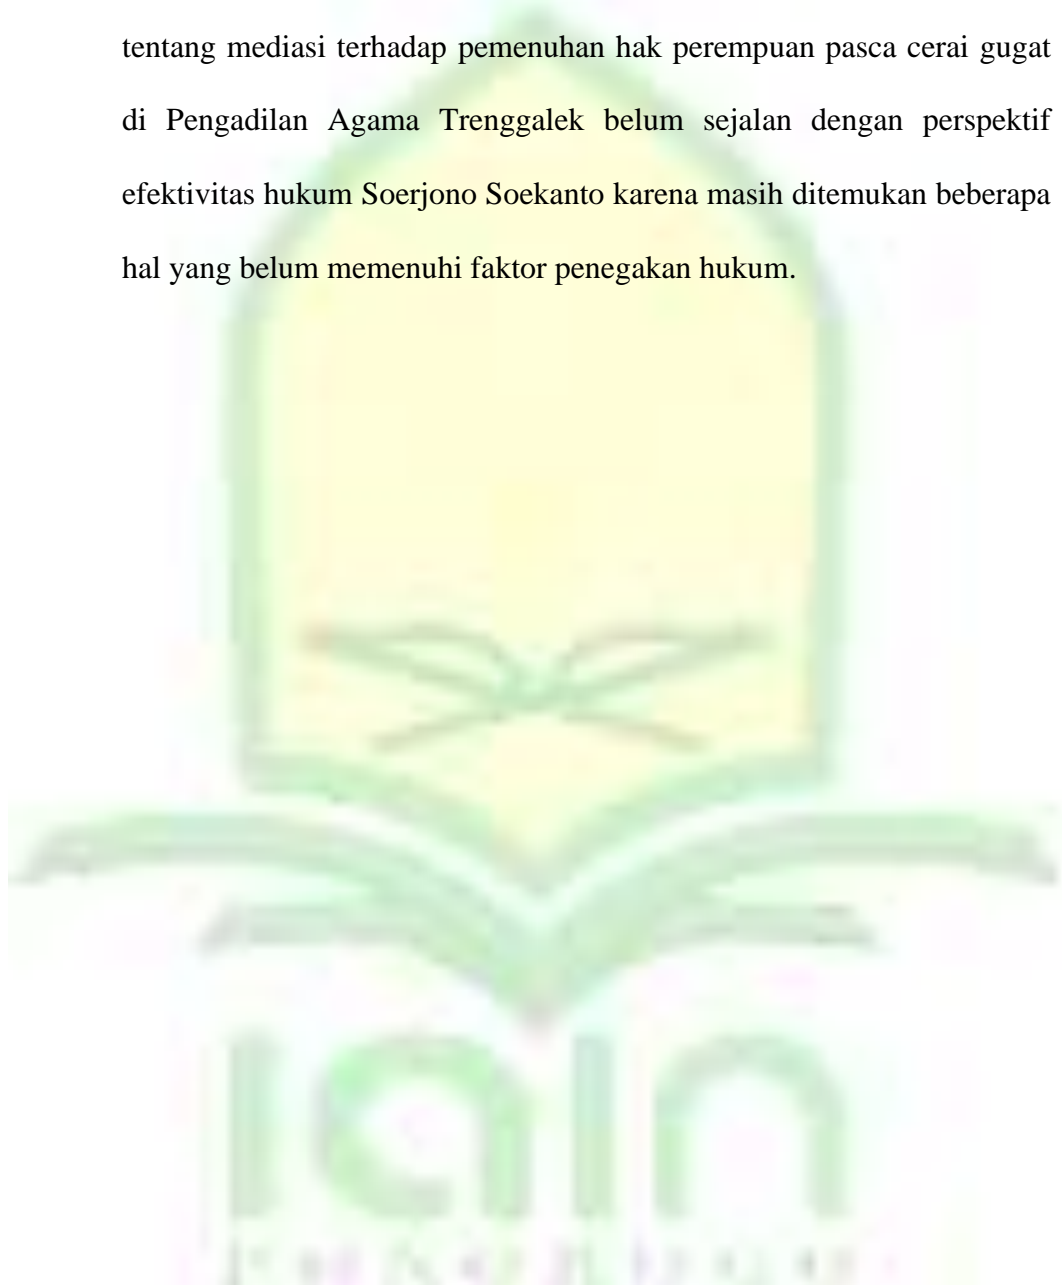 tentang mediasi terhadap pemenuhan hak perempuan pasca cerai gugat
di Pengadilan Agama Trenggalek belum sejalan dengan perspektif
efektivitas hukum Soerjono Soekanto karena masih ditemukan beberapa
hal yang belum memenuhi faktor penegakan hukum.
iain